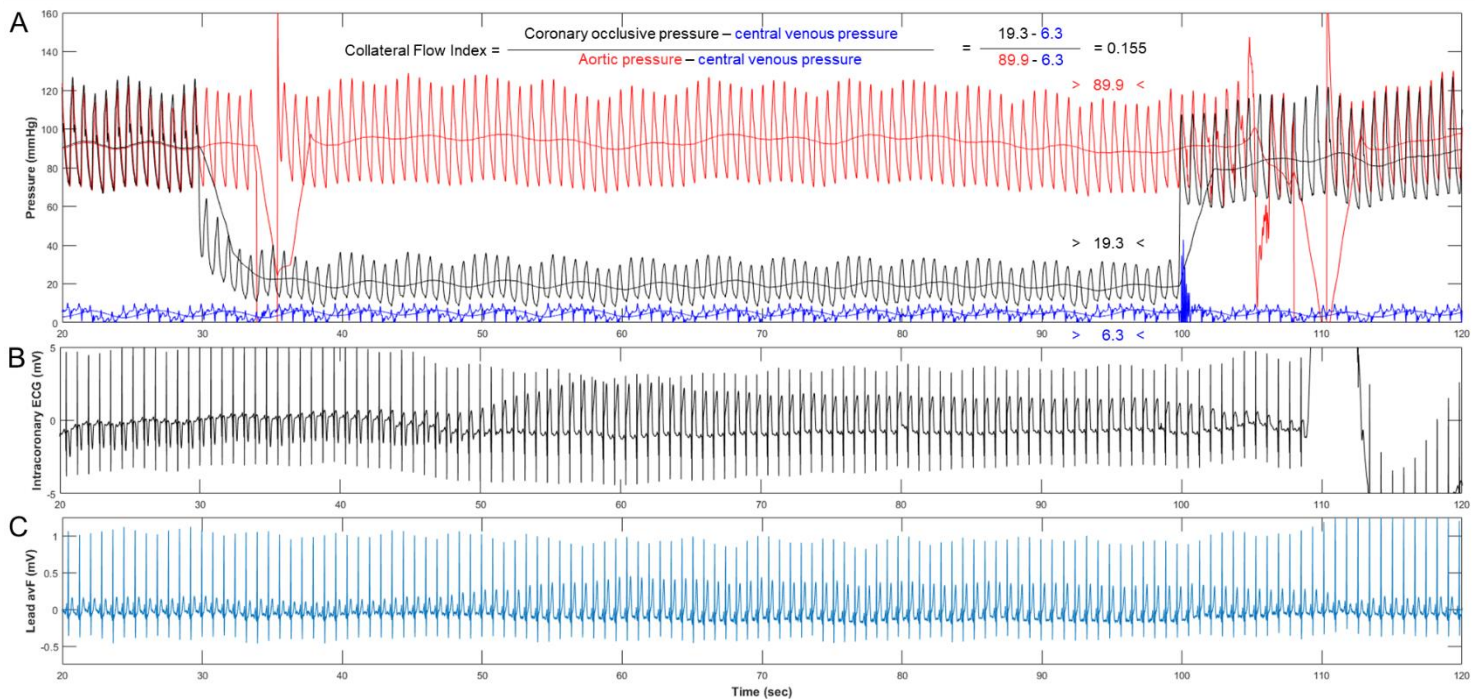 A
160
140
120
100
80
60
40
20
0
Pressure (mmHg)
Collateral Flow Index =
Coronary occlusive pressure – central venous pressure
Aortic pressure – central venous pressure
=
19.3 - 6.3
89.9 - 6.3
= 0.155
> 89.9 <
> 19.3 <
> 6.3 <
20 30 40 50 60 70 80 90 100 110 120
B
5
0
-5
Intracoronary ECG (mV)
20 30 40 50 60 70 80 90 100 110 120
C
1
0.5
0
-0.5
Lead avF (mV)
20 30 40 50 60 70 80 90 100 110 120
Time (sec)